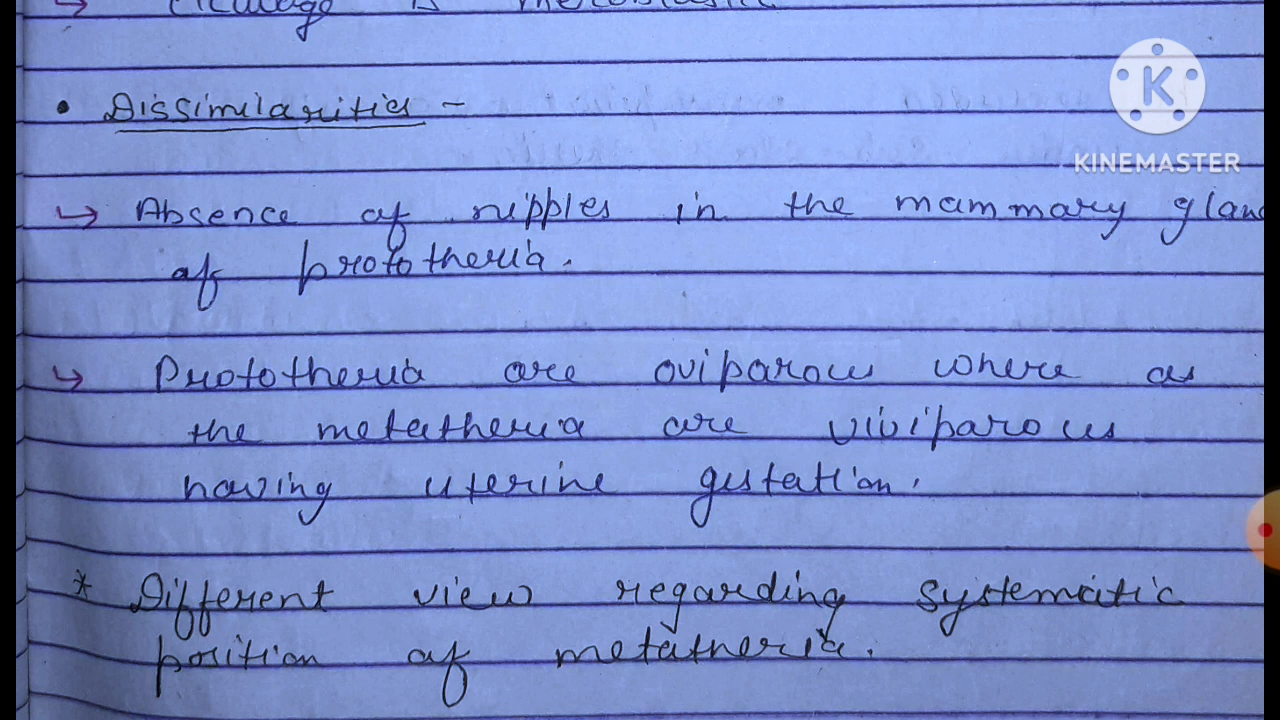 • Dissimilarities -
K
KINEMASTER
↳ Absence of nipples in the mammary gland
of prototheria.
↳ Prototheria are oviparous where as
the metatheria are viviparous
having uterine gestation.
* Different view regarding systematic
position of metatheria.